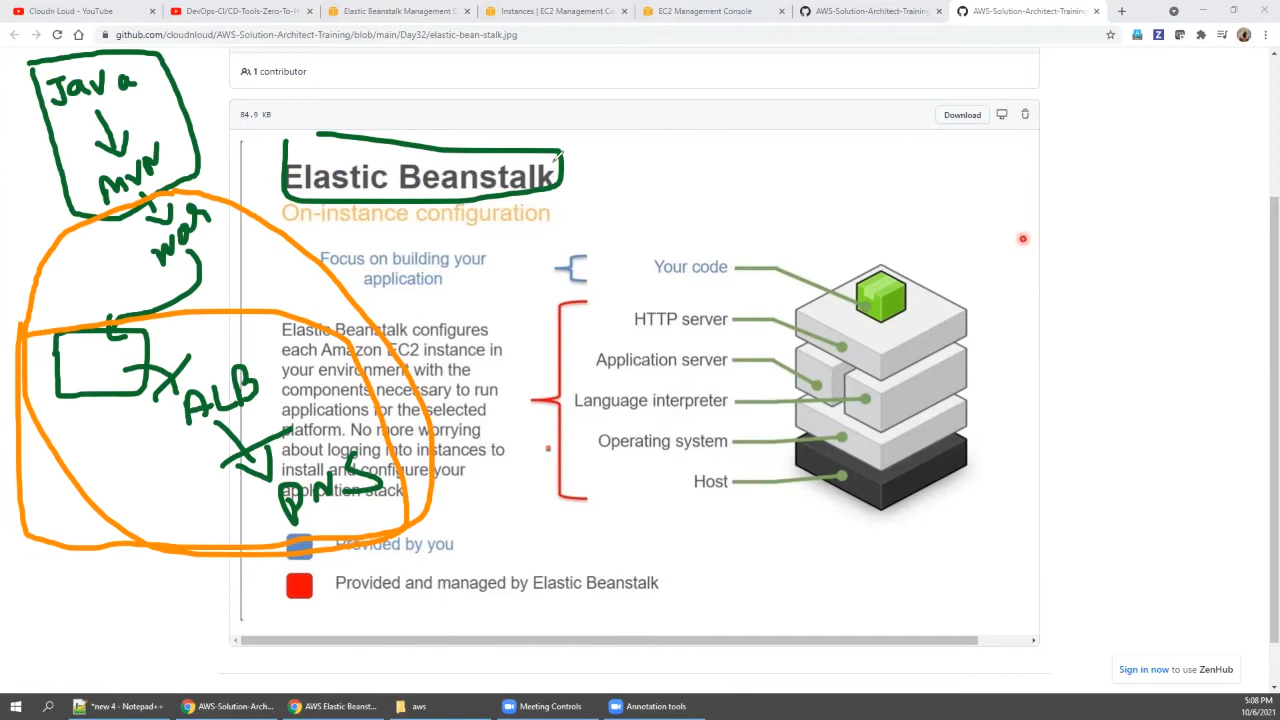 Cloudn Loud - YouTube
DevOps-CI/CD-Tools-Zero-To-H
Elastic Beanstalk Management C
Instances | EC2 Management Co
EC2 Management Console
AWS-Solution-Architect-Training
AWS-Solution-Architect-Training
github.com/cloudnloud/AWS-Solution-Architect-Training/blob/main/Day32/elastic-bean-stalk.jpg
1 contributor
84.9 KB
Download
Java
MVN
war
ALB
DNS
Elastic Beanstalk
On-instance configuration
Focus on building your
application
Elastic Beanstalk configures
each Amazon EC2 instance in
your environment with the
components necessary to run
applications for the selected
platform. No more worrying
about logging into instances to
install and configure your
application stack
Your code
HTTP server
Application server
Language interpreter
Operating system
Host
Provided by you
Provided and managed by Elastic Beanstalk
Sign in now to use ZenHub
*new 4 - Notepad++
AWS-Solution-Arch...
AWS Elastic Beanst...
aws
Meeting Controls
Annotation tools
5:08 PM
10/6/2021